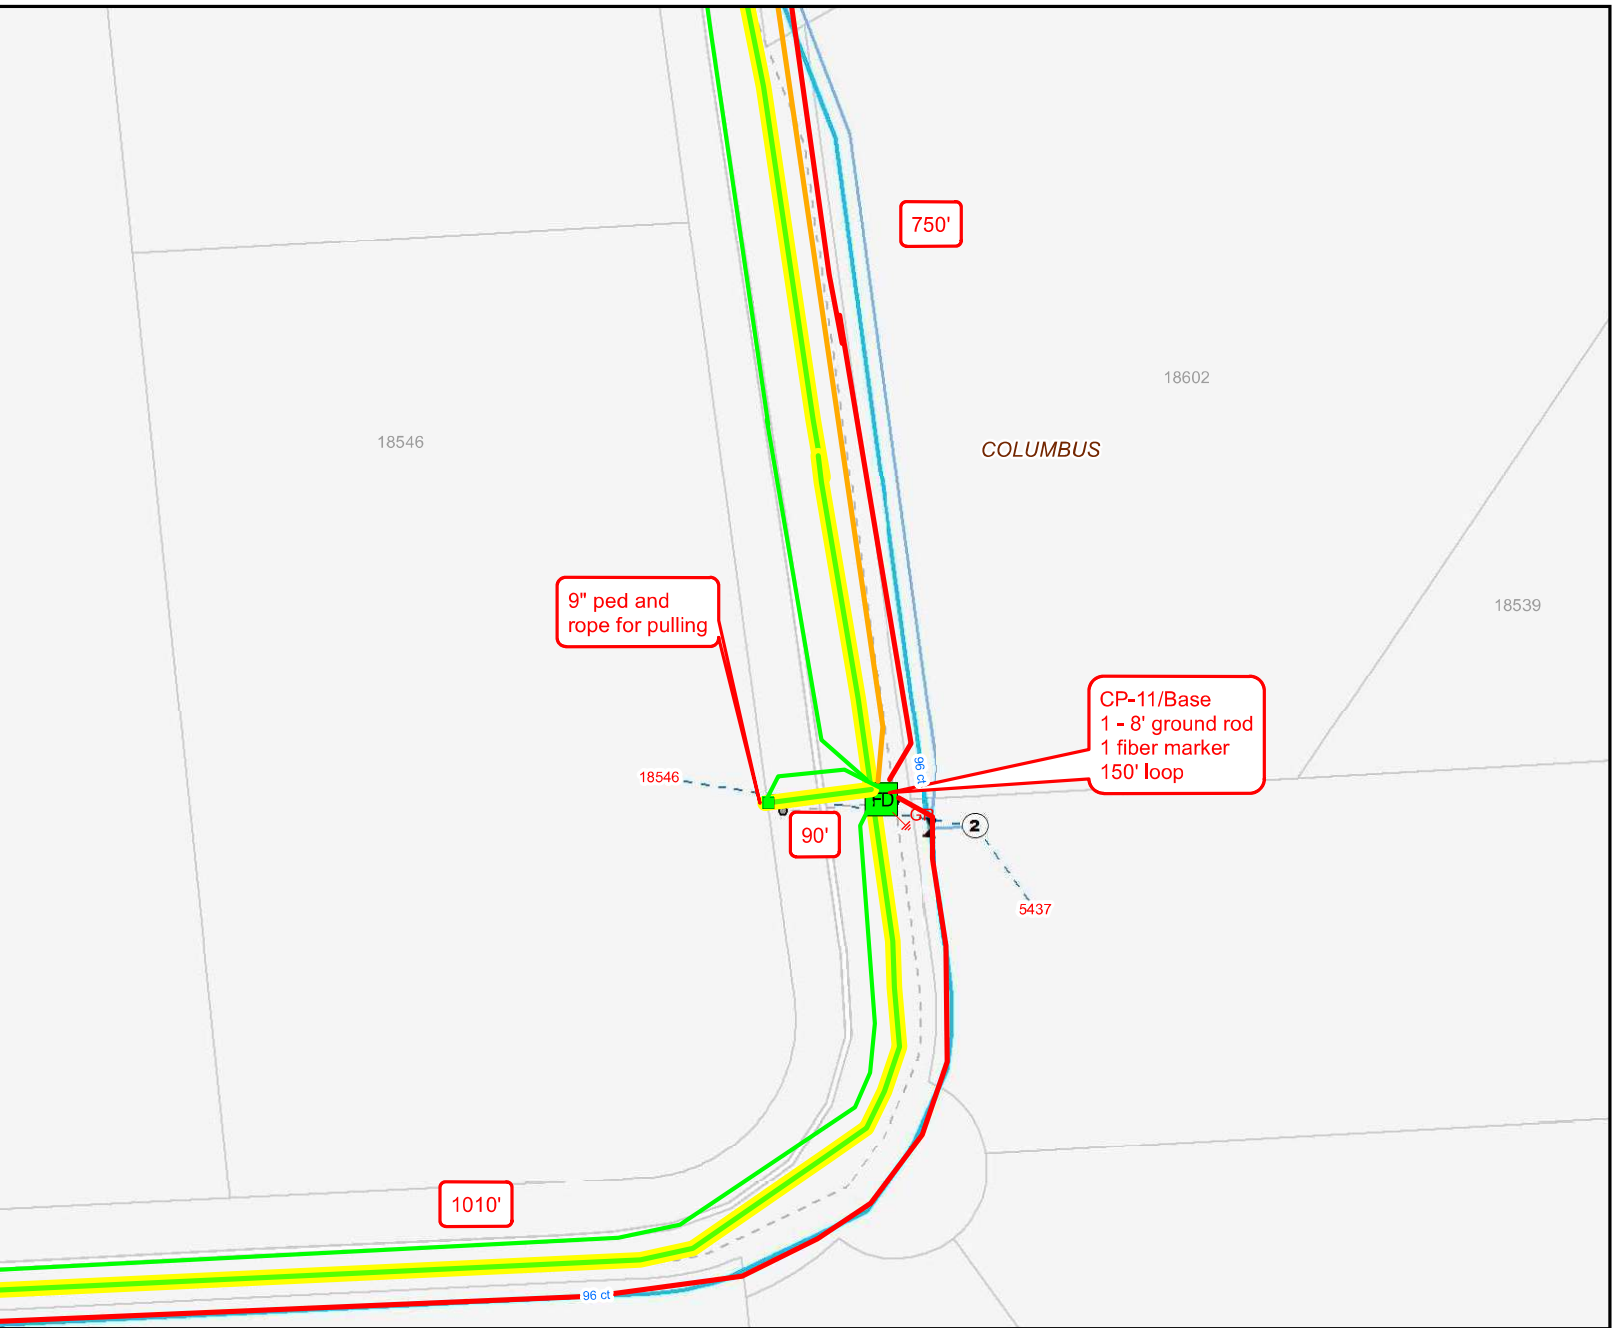 750'
18602
18546
COLUMBUS
9" ped and
rope for pulling
18539
CP-11/Base
1 - 8' ground rod
1 fiber marker
150' loop
18546
96 ct
FD
90'
2
5437
1010'
96 ct